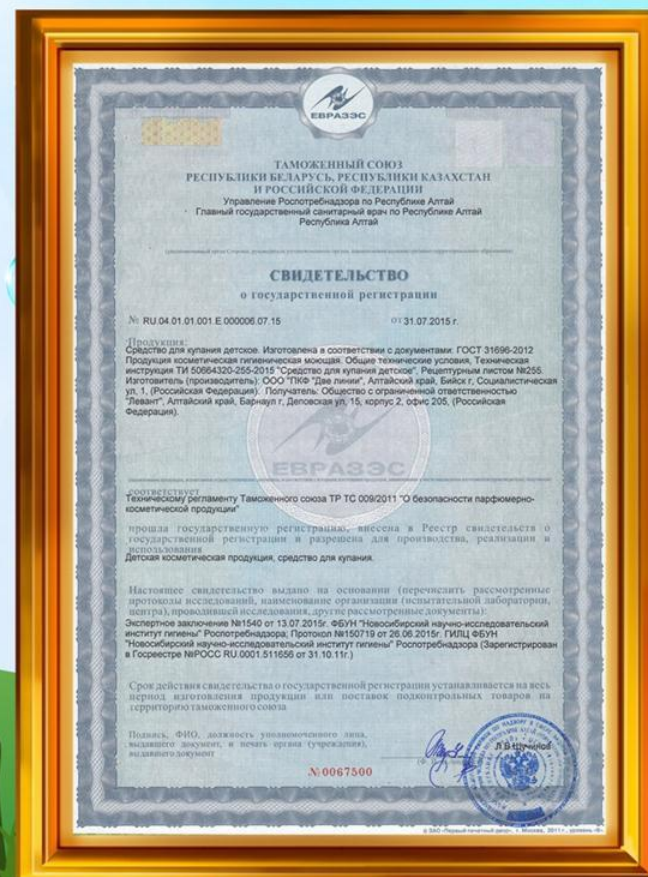 ЕВРАЗЭС
ТАМОЖЕННЫЙ СОЮЗ
РЕСПУБЛИКИ БЕЛАРУСЬ, РЕСПУБЛИКИ КАЗАХСТАН
И РОССИЙСКОЙ ФЕДЕРАЦИИ
Управление Роспотребнадзора по Республике Алтай
Главный государственный санитарный врач по Республике Алтай
Республика Алтай
СВИДЕТЕЛЬСТВО
о государственной регистрации
№ RU.04.01.01.001.E.000006.07.15 от 31.07.2015 г.
Продукция:
Средство для купания детское. Изготовлена в соответствии с документами: ГОСТ 31696-2012
Продукция косметическая гигиеническая моющая. Общие технические условия, Техническая
инструкция ТИ 50664320-255-2015 "Средство для купания детское", Рецептурным листом №255.
Изготовитель (производитель): ООО "ПКФ "Две линии", Алтайский край, Бийск г, Социалистическая
ул, 1, (Российская Федерация). Получатель: Общество с ограниченной ответственностью
"Левант", Алтайский край, Барнаул г, Деповская ул, 15, корпус 2, офис 205, (Российская
Федерация).
ЕВРАЗЭС
соответствует
Техническому регламенту Таможенного союза ТР ТС 009/2011 "О безопасности парфюмерно-
косметической продукции"
прошла государственную регистрацию, внесена в Реестр свидетельств о
государственной регистрации и разрешена для производства, реализации и
использования
Детская косметическая продукция, средство для купания.
Настоящее свидетельство выдано на основании (перечислить рассмотренные
протоколы исследований, наименование организации (испытательной лаборатории,
центра), проводившей исследования, другие рассмотренные документы):
Экспертное заключение №1540 от 13.07.2015г. ФБУН "Новосибирский научно-исследовательский
институт гигиены" Роспотребнадзора; Протокол №150719 от 26.06.2015г. ГИЛЦ ФБУН
"Новосибирский научно-исследовательский институт гигиены" Роспотребнадзора (Зарегистрирован
в Госреестре №РОСС RU.0001.511656 от 31.10.11г.)
Срок действия свидетельства о государственной регистрации устанавливается на весь
период изготовления продукции или поставок подконтрольных товаров на
территорию таможенного союза
Подпись, ФИО, должность уполномоченного лица,
выдавшего документ, и печать органа (учреждения),
выдавшего документ
Л.В.Щучинов
№0067500
© ЗАО «Первый печатный двор», г. Москва, 2011 г., уровень «В»